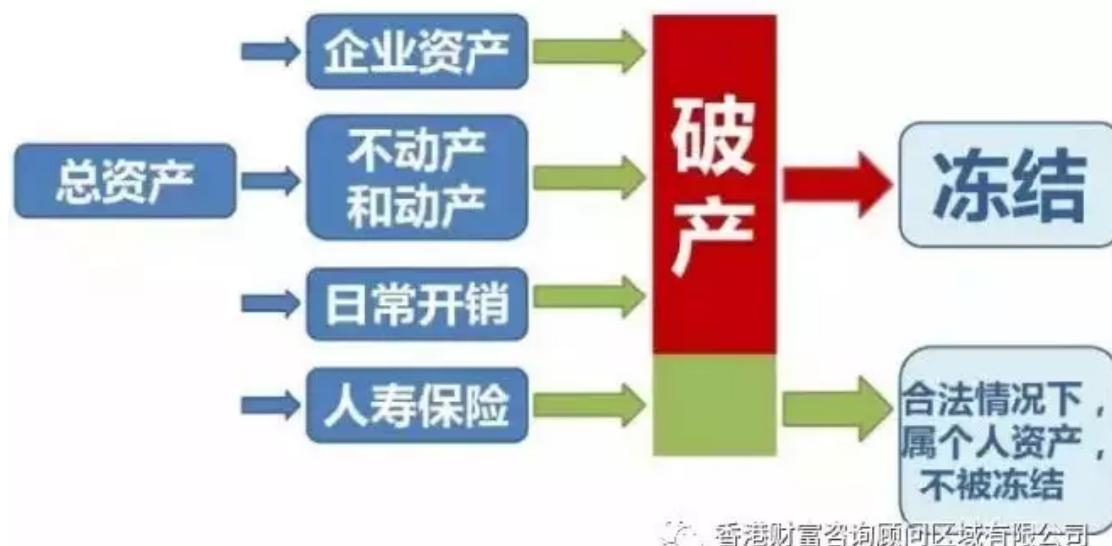 总资产
企业资产
不动产
和动产
日常开销
人寿保险
破
产
冻结
合法情况下,
属个人资产,
不被冻结
香港财富咨询顾问区域有限公司